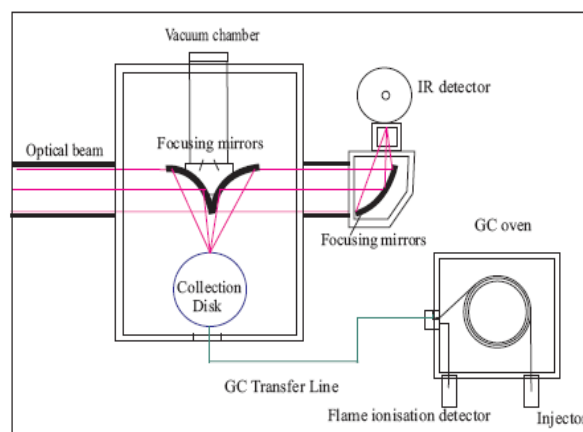 Vacuum chamber
IR detector
Optical beam
Focusing mirrors
Focusing mirrors
GC oven
Collection
Disk
GC Transfer Line
Flame ionisation detector
Injector